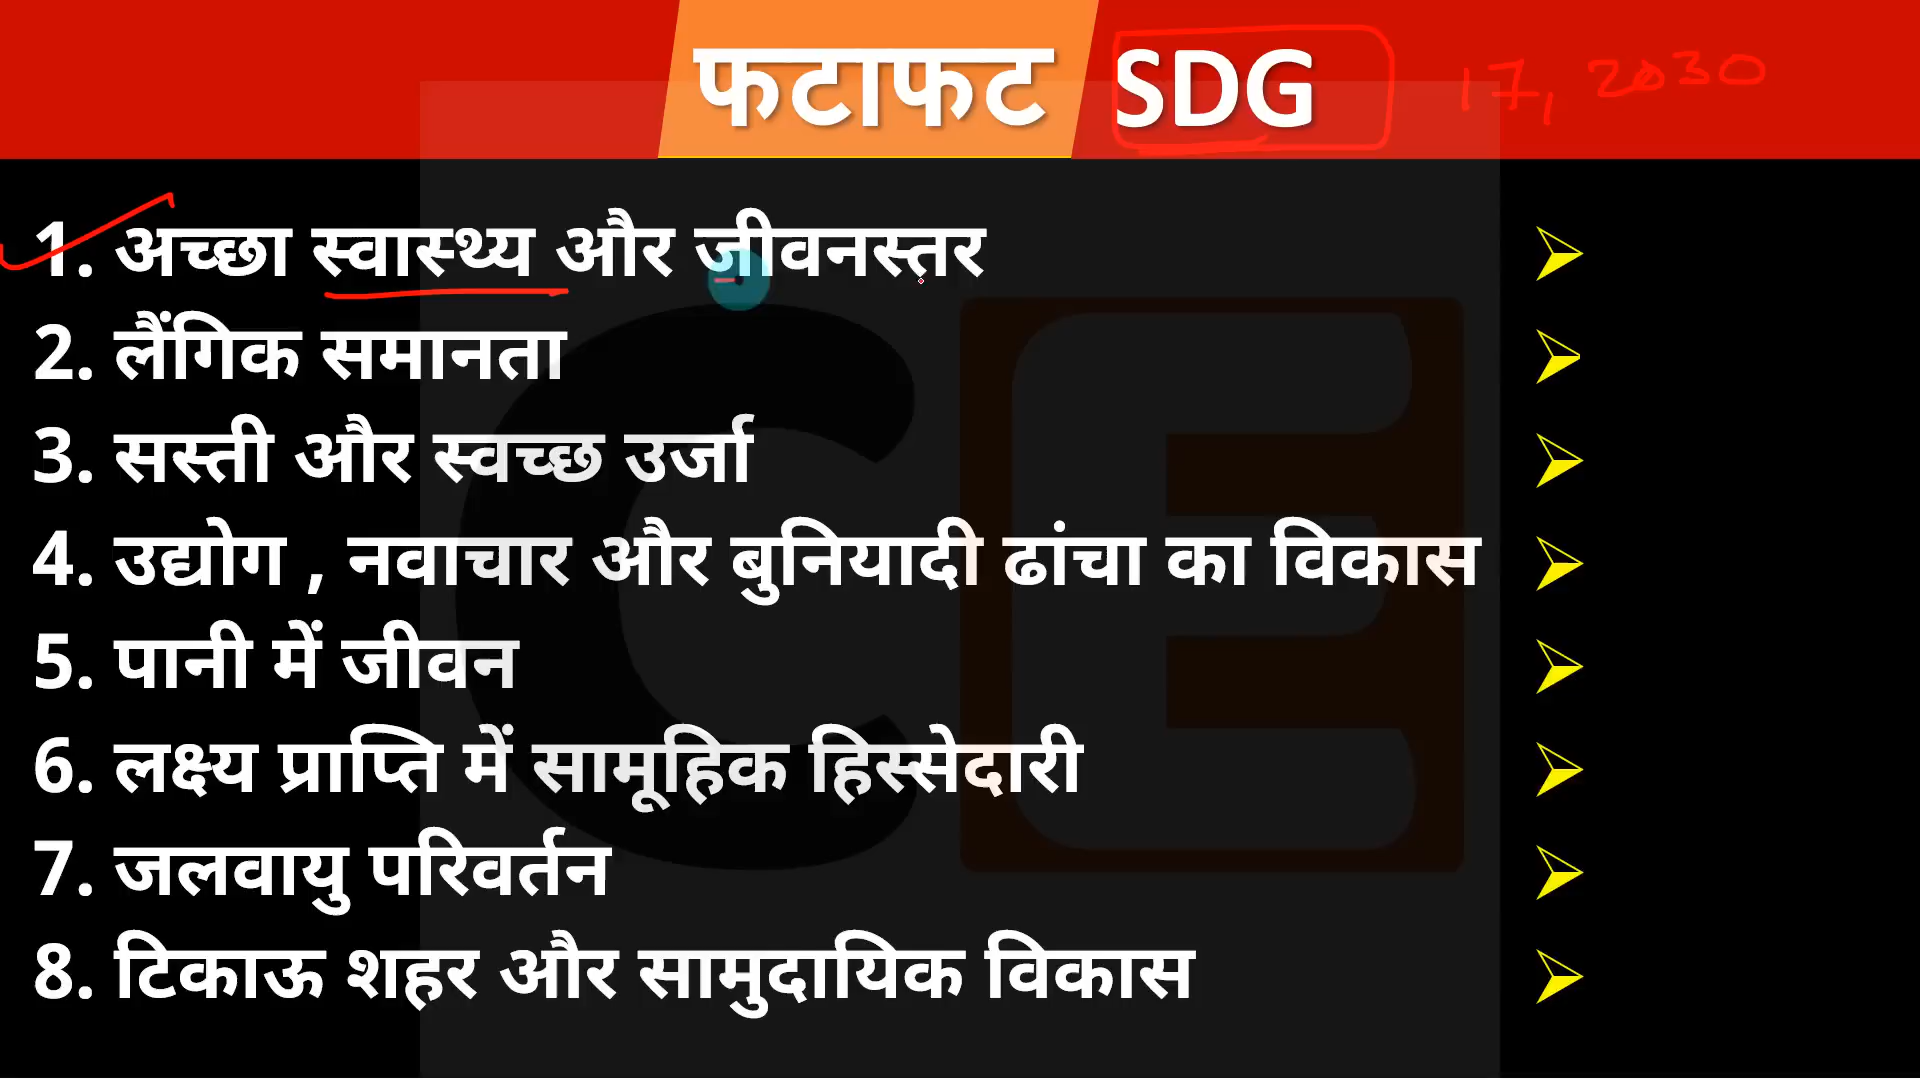 फटाफट SDG 17, 2030
1. अच्छा स्वास्थ्य और जीवनस्तर
2. लैंगिक समानता
3. सस्ती और स्वच्छ उर्जा
4. उद्योग , नवाचार और बुनियादी ढांचा का विकास
5. पानी में जीवन
6. लक्ष्य प्राप्ति में सामूहिक हिस्सेदारी
7. जलवायु परिवर्तन
8. टिकाऊ शहर और सामुदायिक विकास
CE